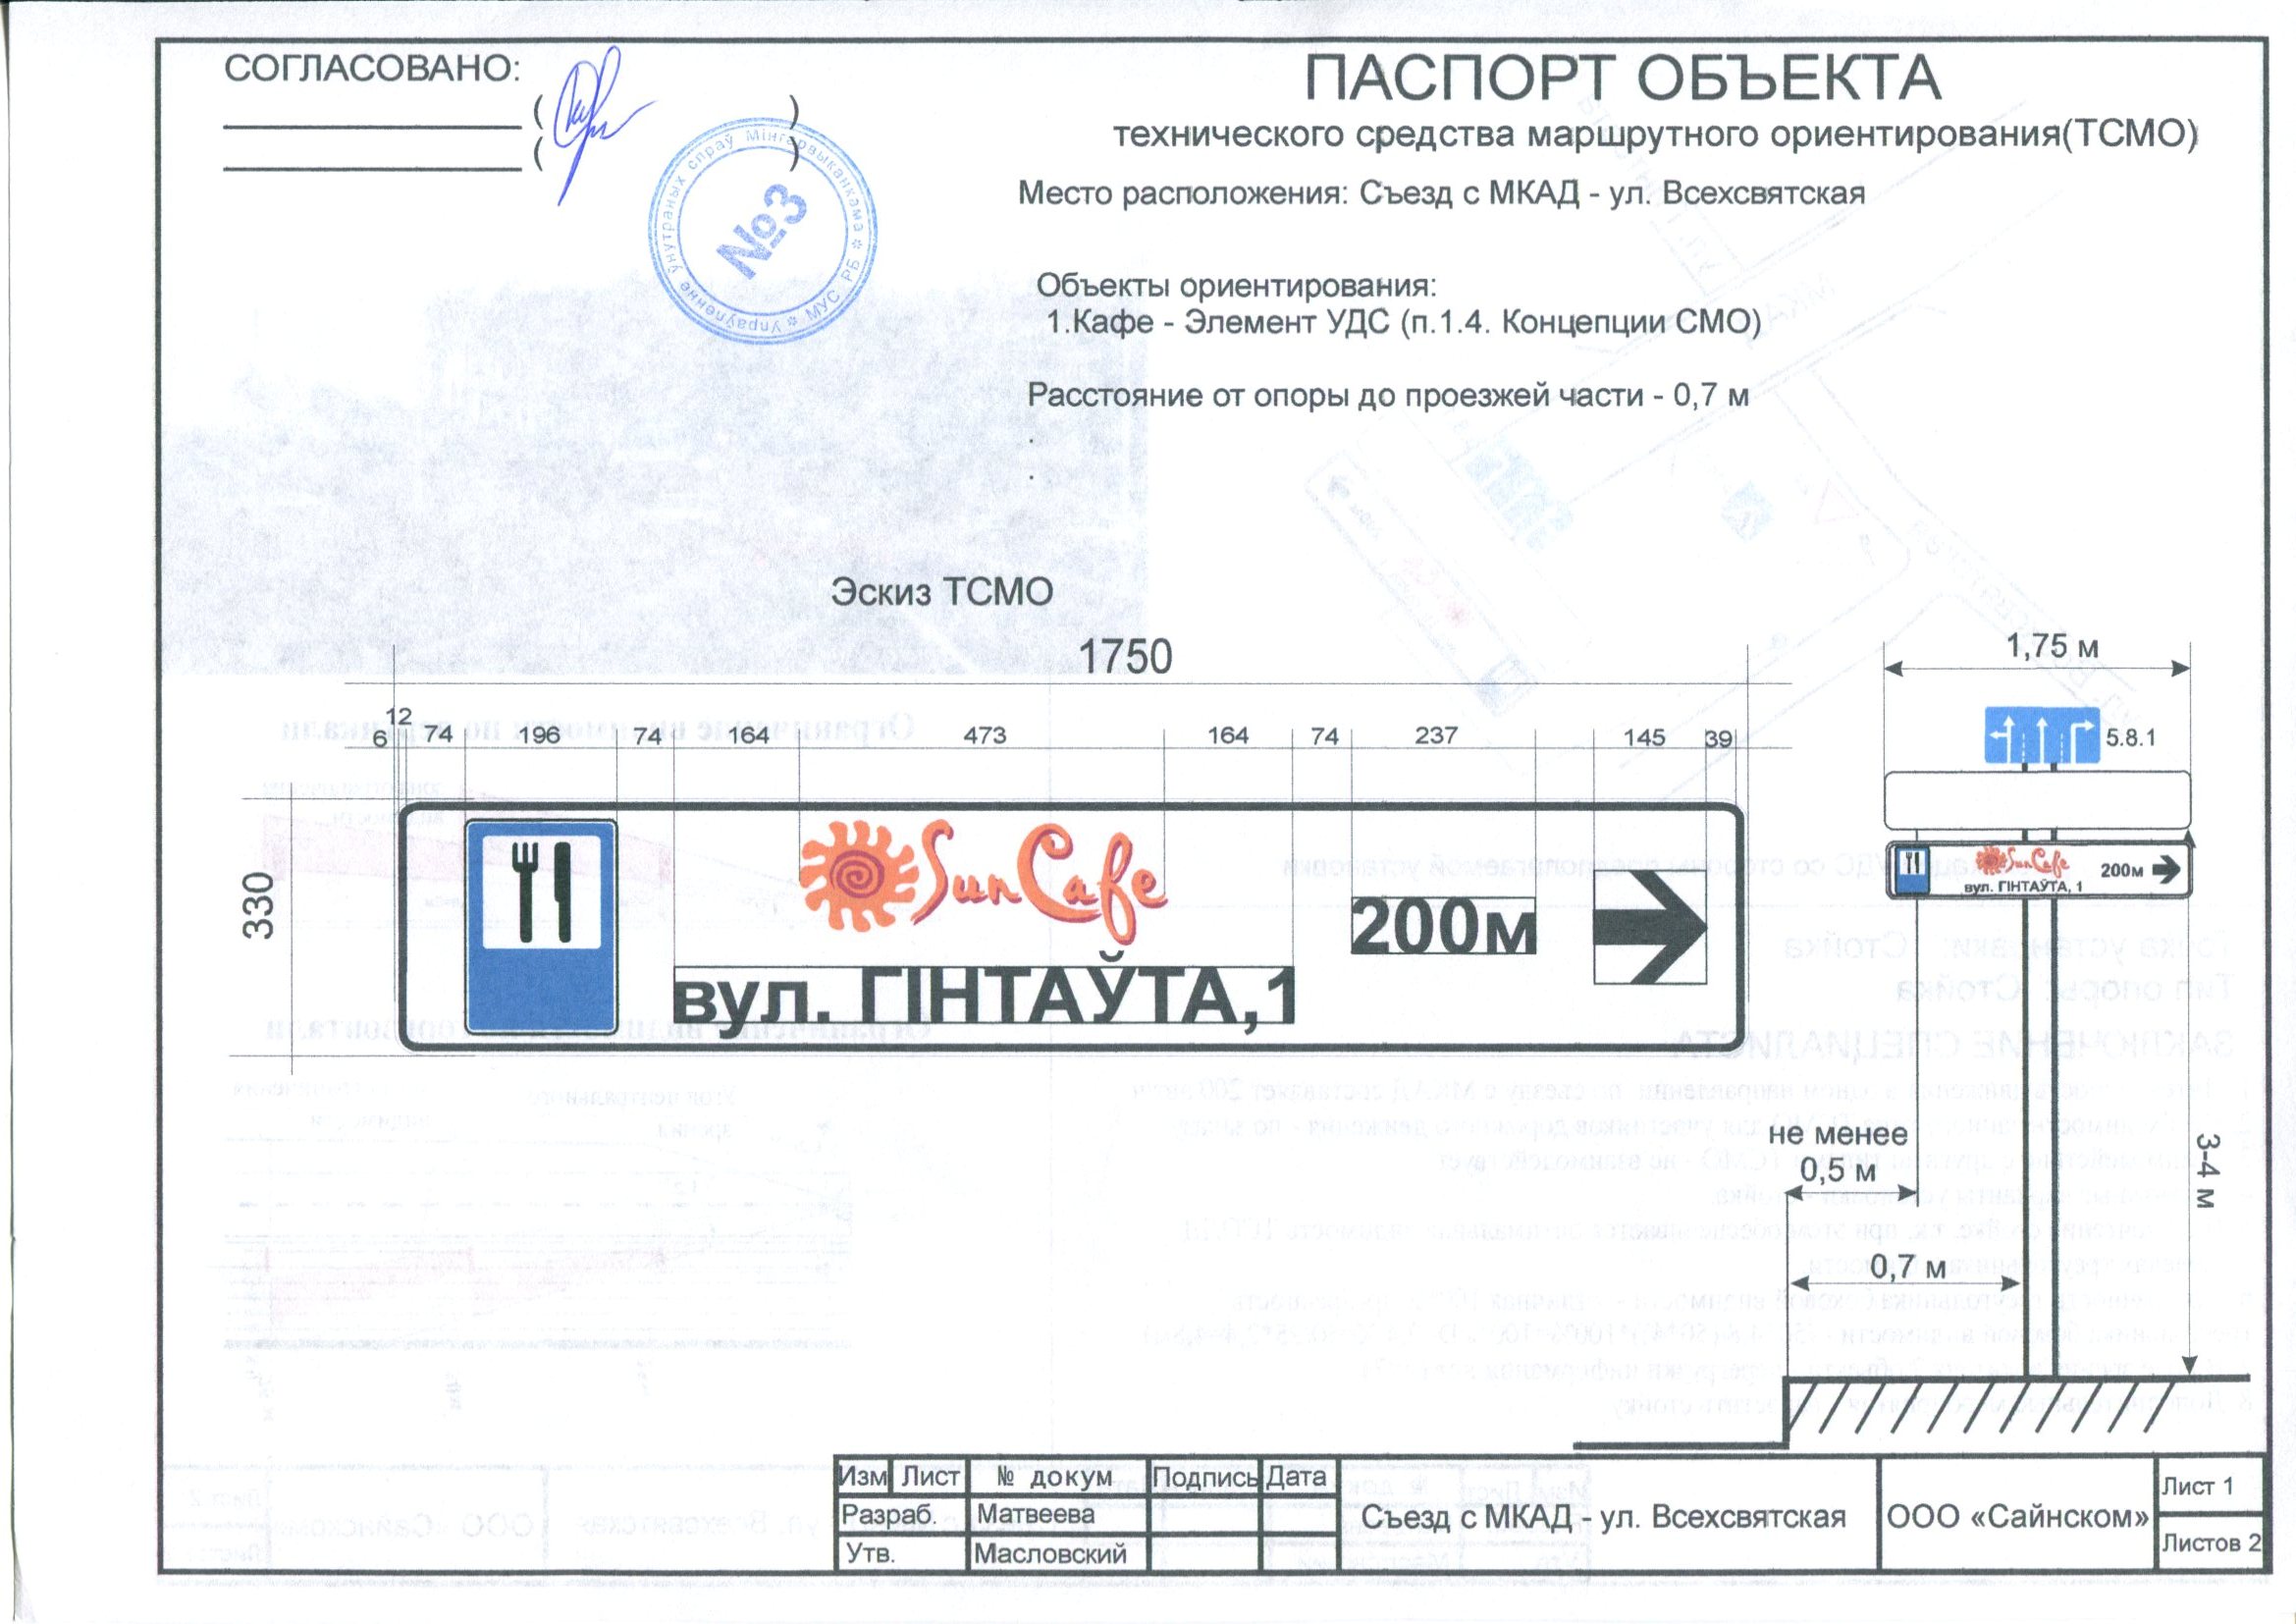 СОГЛАСОВАНО:
( )
( )
Упраўленне ўнутраных спраў Мінгарвыканкама * МУС РБ *
№3
ПАСПОРТ ОБЪЕКТА
технического средства маршрутного ориентирования(ТСМО)
Место расположения: Съезд с МКАД - ул. Всехсвятская
Объекты ориентирования:
1.Кафе - Элемент УДС (п.1.4. Концепции СМО)
Расстояние от опоры до проезжей части - 0,7 м
.
.
Эскиз ТСМО
1750
12
6 74 196 74 164 473 164 74 237 145 39
330
SunCafe
200м
вул. ГІНТАЎТА,1
1,75 м
5.8.1
SunCafe
200м
вул. ГІНТАЎТА, 1
не менее
0,5 м
3-4 м
0,7 м
Изм Лист № докум Подпись Дата
Разраб. Матвеева
Утв. Масловский
Съезд с МКАД - ул. Всехсвятская
ООО «Сайнском»
Лист 1
Листов 2